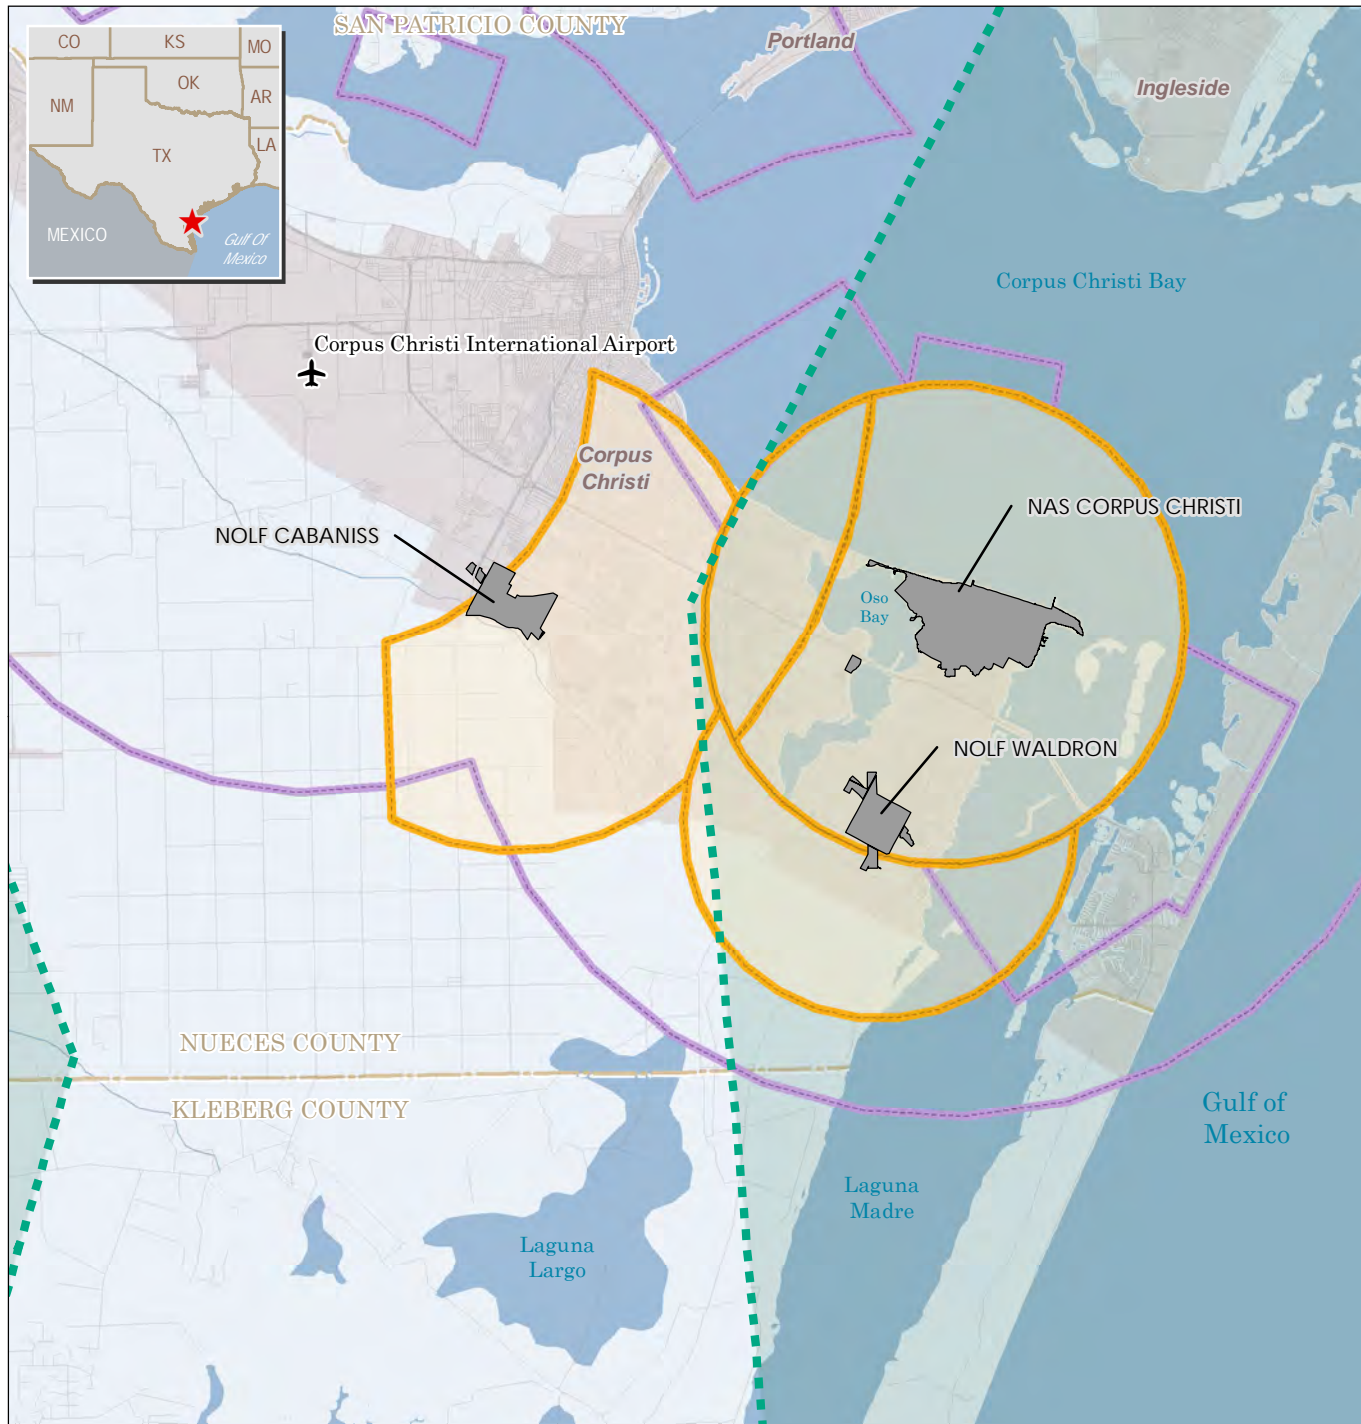 SAN PATRICIO COUNTY
CO
KS
MO
OK
NM
AR
TX
LA
MEXICO
Gulf Of
Mexico
Portland
Ingleside
Corpus Christi Bay
Corpus Christi International Airport
Corpus
Christi
NAS CORPUS CHRISTI
NOLF CABANISS
Oso
Bay
NOLF WALDRON
NUECES COUNTY
KLEBERG COUNTY
Gulf of
Mexico
Laguna
Madre
Laguna
Largo